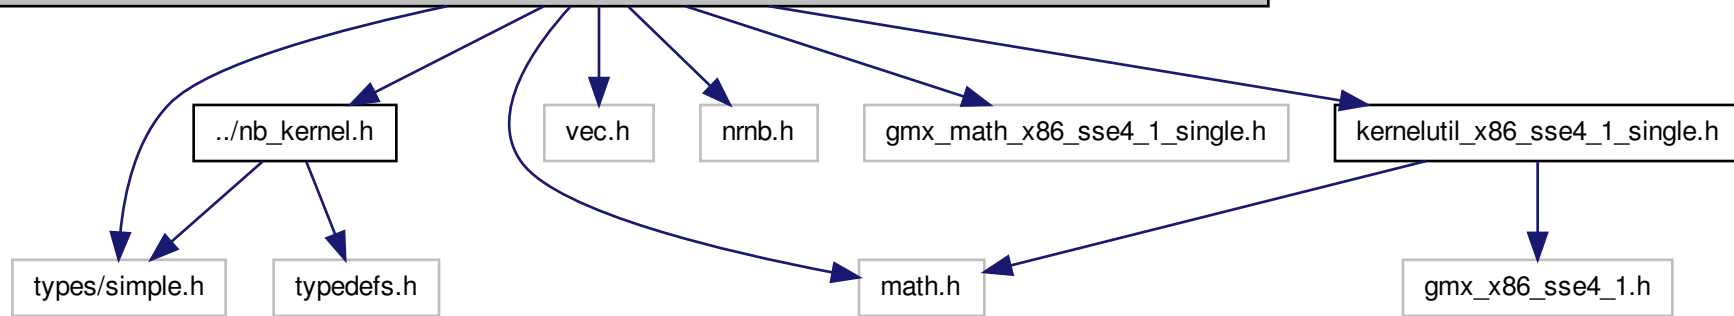 ../nb_kernel.h
vec.h
nrnb.h
gmx_math_x86_sse4_1_single.h
kernelutil_x86_sse4_1_single.h
types/simple.h
typedefs.h
math.h
gmx_x86_sse4_1.h